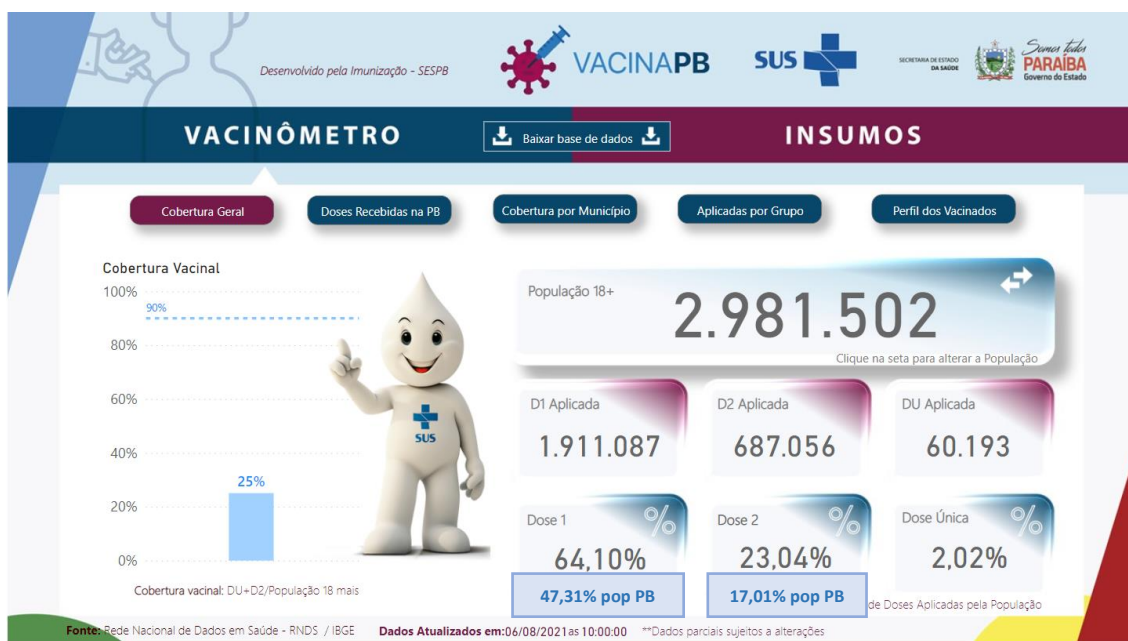 Desenvolvido pela Imunização - SESPB
VACINAPB
SUS
SECRETARIA DE ESTADO
DA SAÚDE
Somos todos
PARAÍBA
Governo do Estado
VACINÔMETRO
Baixar base de dados
INSUMOS
Cobertura Geral
Doses Recebidas na PB
Cobertura por Município
Aplicadas por Grupo
Perfil dos Vacinados
Cobertura Vacinal
100%
90%
80%
60%
40%
25%
20%
0%
SUS
Cobertura vacinal: DU+D2/População 18 mais
População 18+
2.981.502
Clique na seta para alterar a População
D1 Aplicada
1.911.087
D2 Aplicada
687.056
DU Aplicada
60.193
Dose 1
%
64,10%
47,31% pop PB
Dose 2
%
23,04%
17,01% pop PB
Dose Única
%
2,02%
de Doses Aplicadas pela População
Fonte: Rede Nacional de Dados em Saúde - RNDS / IBGE
Dados Atualizados em:06/08/2021 as 10:00:00
**Dados parciais sujeitos a alterações